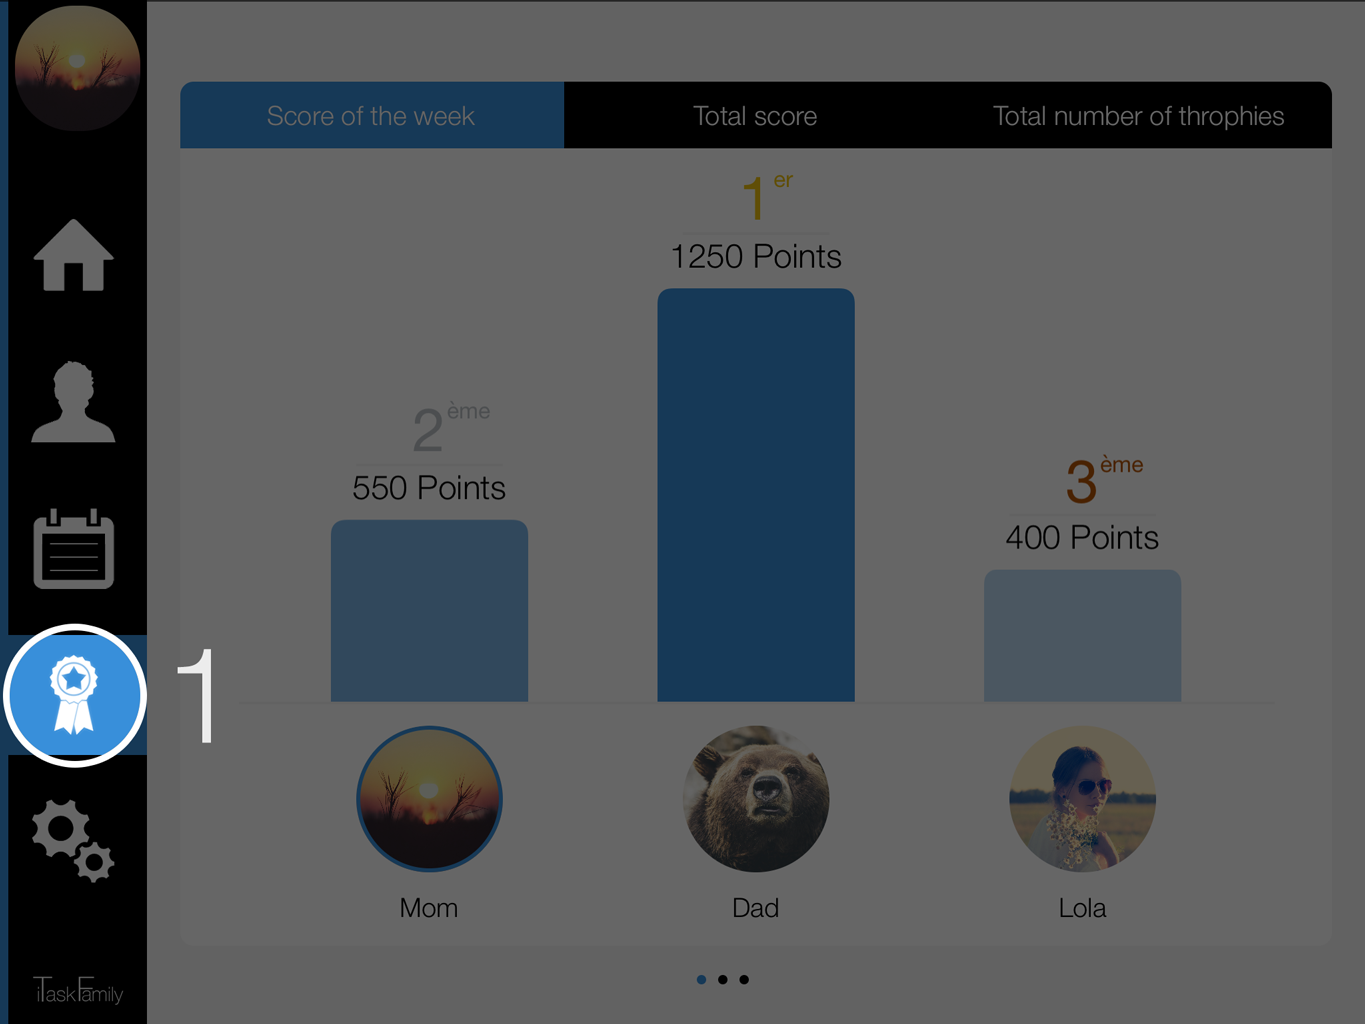 Score of the week
Total score
Total number of throphies
1er
1250 Points
2ème
550 Points
3ème
400 Points
1
Mom
Dad
Lola
iTaskFamily